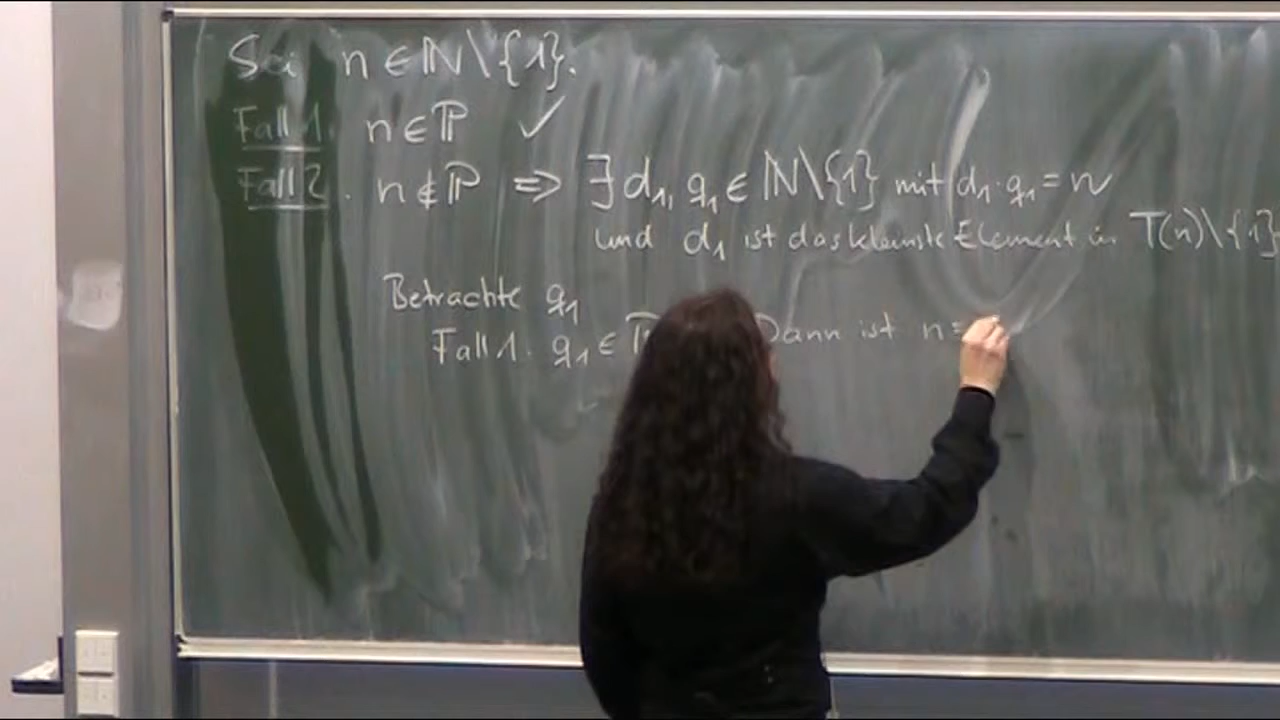 Sei n ∈ ℕ\{1}.
Fall 1. n ∈ ℙ ✓
Fall 2. n ∉ ℙ ⇒ ∃ d₁, q₁ ∈ ℕ\{1} mit d₁·q₁ = n
und d₁ ist das kleinste Element in T(n)\{1}
Betrachte q₁
Fall 1. q₁ ∈ ℙ Dann ist n =